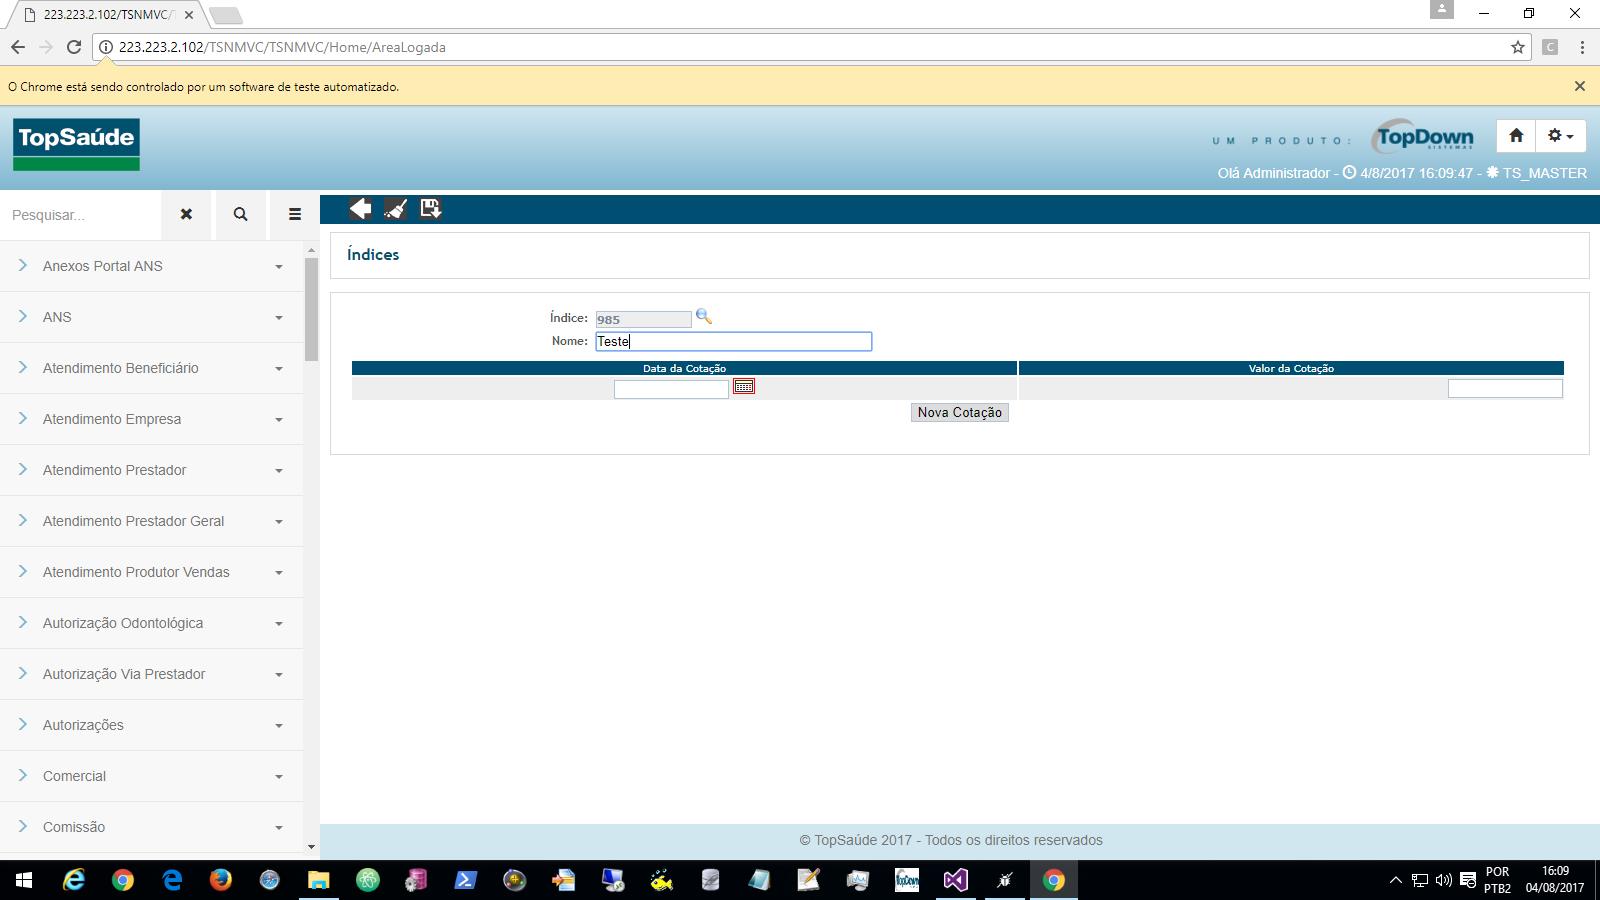 223.223.2.102/TSNMVC/
223.223.2.102/TSNMVC/TSNMVC/Home/AreaLogada
C
O Chrome está sendo controlado por um software de teste automatizado.
TopSaúde
UM PRODUTO:
TopDown
SISTEMAS
Olá Administrador - 4/8/2017 16:09:47 - TS_MASTER
Pesquisar...
Índices
Anexos Portal ANS
ANS
Atendimento Beneficiário
Atendimento Empresa
Atendimento Prestador
Atendimento Prestador Geral
Atendimento Produtor Vendas
Autorização Odontológica
Autorização Via Prestador
Autorizações
Comercial
Comissão
Índice: 985
Nome: Teste
Data da Cotação Valor da Cotação
Nova Cotação
© TopSaúde 2017 - Todos os direitos reservados
TopDown
POR
PTB2
16:09
04/08/2017